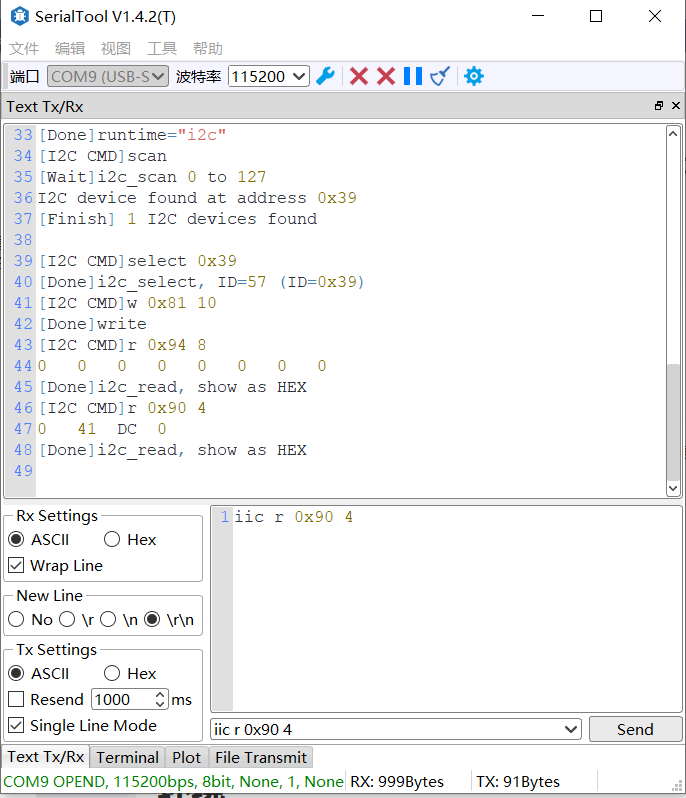 SerialTool V1.4.2(T)
文件 编辑 视图 工具 帮助
端口 COM9 (USB-S 波特率 115200
Text Tx/Rx
33 [Done]runtime="i2c"
34 [I2C CMD]scan
35 [Wait]i2c_scan 0 to 127
36 I2C device found at address 0x39
37 [Finish] 1 I2C devices found
38
39 [I2C CMD]select 0x39
40 [Done]i2c_select, ID=57 (ID=0x39)
41 [I2C CMD]w 0x81 10
42 [Done]write
43 [I2C CMD]r 0x94 8
44 0 0 0 0 0 0 0 0
45 [Done]i2c_read, show as HEX
46 [I2C CMD]r 0x90 4
47 0 41 DC 0
48 [Done]i2c_read, show as HEX
49
Rx Settings
ASCII Hex
Wrap Line
New Line
No \r \n \r\n
Tx Settings
ASCII Hex
Resend 1000 ms
Single Line Mode
1 iic r 0x90 4
iic r 0x90 4 Send
Text Tx/Rx Terminal Plot File Transmit
COM9 OPEND, 115200bps, 8bit, None, 1, None RX: 999Bytes TX: 91Bytes